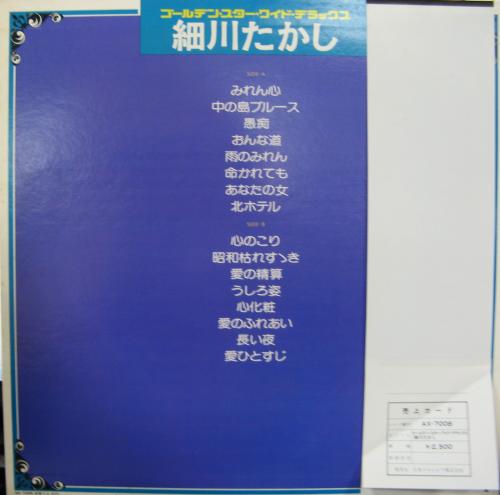 ゴールデン・スター・ワイド・デラックス
細川たかし
SIDE-A
みれん心
中の島ブルース
愚痴
おんな道
雨のみれん
命かれても
あなたの女
北ホテル
SIDE-B
心のこり
昭和枯れすゝき
愛の精算
うしろ姿
心化粧
愛のふれあい
長い夜
愛ひとすじ
売上カード
AX-7008
¥2,500